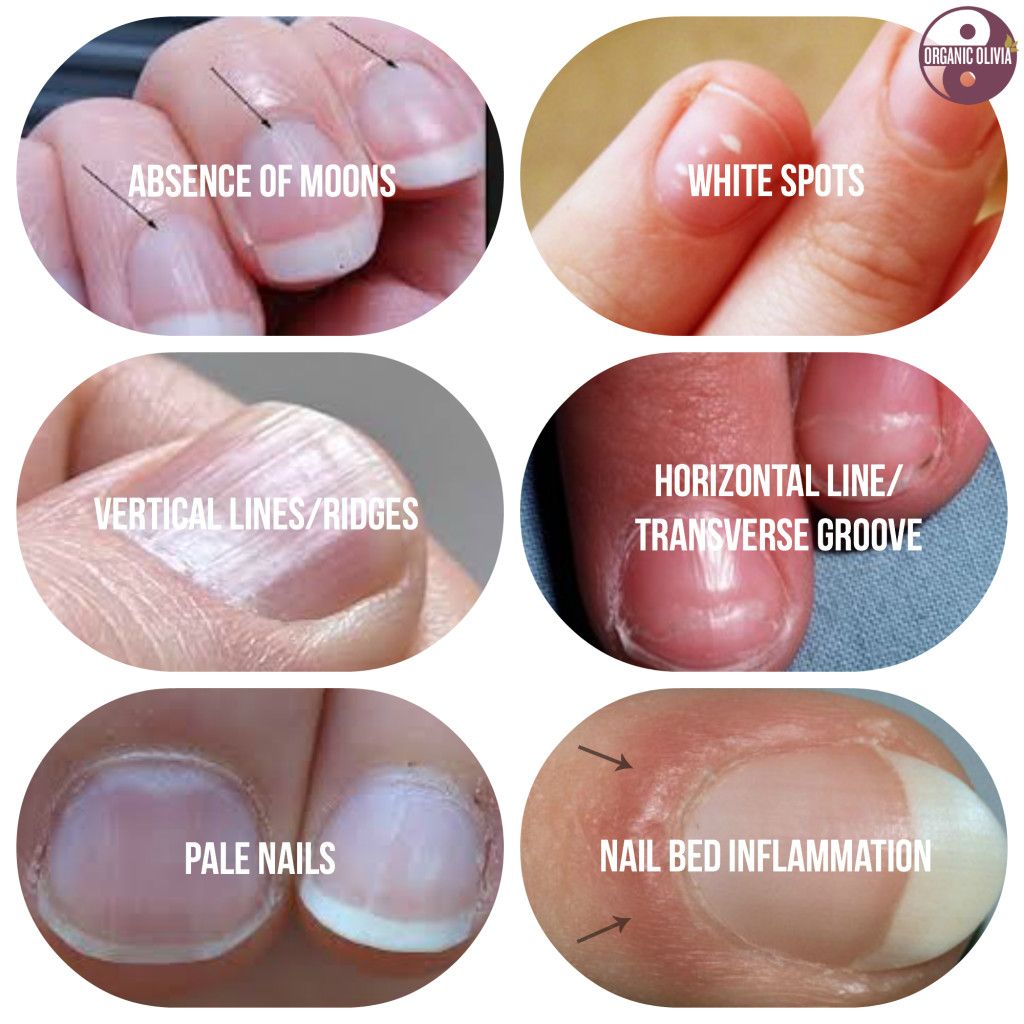 ORGANIC OLIVIA
ABSENCE OF MOONS
WHITE SPOTS
VERTICAL LINES/RIDGES
HORIZONTAL LINE/
TRANSVERSE GROOVE
PALE NAILS
NAIL BED INFLAMMATION